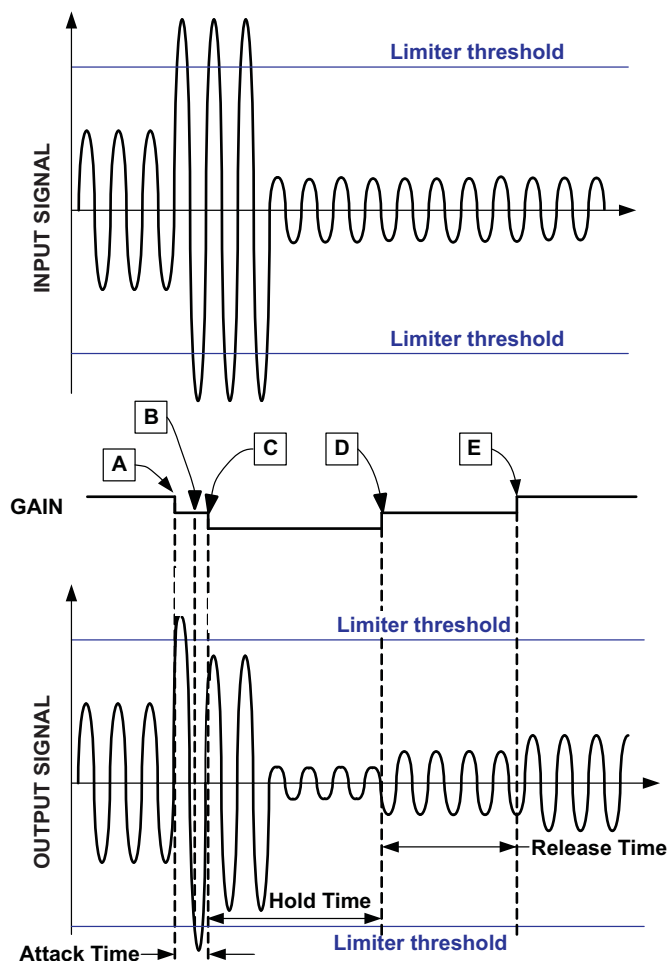 Limiter threshold
INPUT SIGNAL
Limiter threshold
B
A
C
D
E
GAIN
Limiter threshold
OUTPUT SIGNAL
Release Time
Hold Time
Attack Time
Limiter threshold